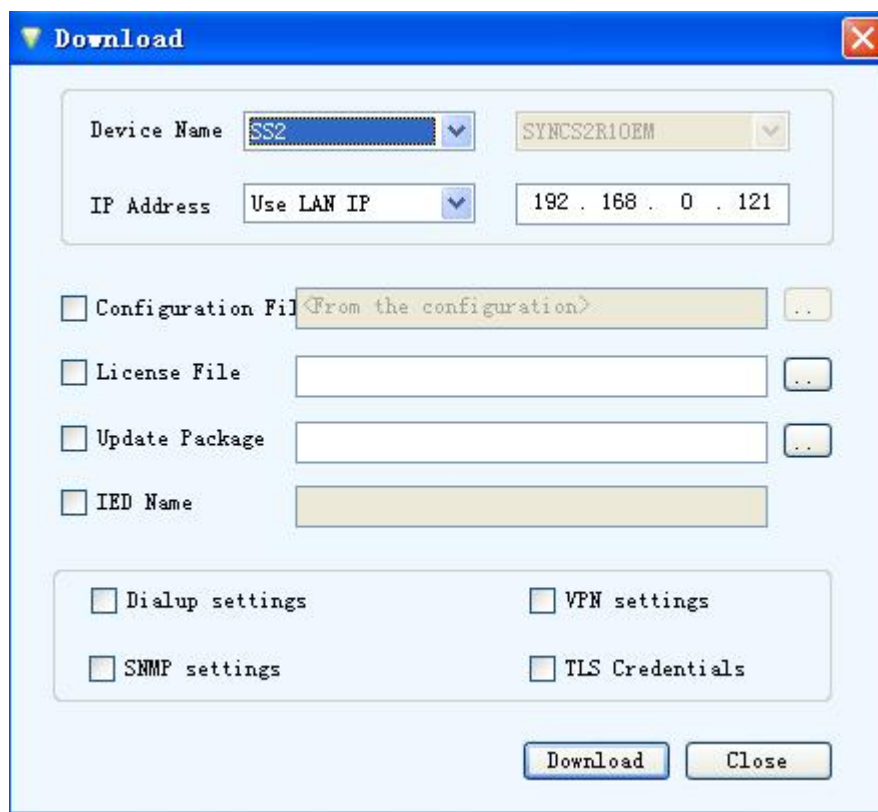 Download
Device Name SS2 SYNCS2R1OEM
IP Address Use LAN IP 192 . 168 . 0 . 121
Configuration Fil <From the configuration> ..
License File ..
Update Package ..
IED Name
Dialup settings VPN settings
SNMP settings TLS Credentials
Download Close